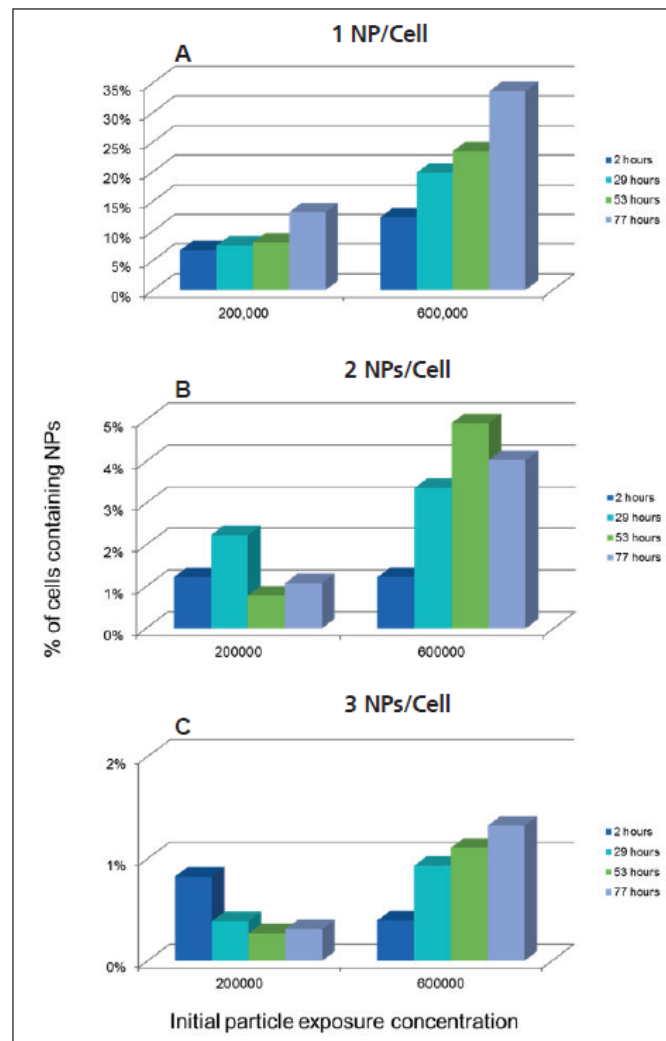 1 NP/Cell
A
35%
30%
25%
20%
15%
10%
5%
0%
200,000
600,000
2 hours
29 hours
53 hours
77 hours
2 NPs/Cell
B
% of cells containing NPs
5%
4%
3%
2%
1%
0%
200000
600000
2 hours
29 hours
53 hours
77 hours
3 NPs/Cell
C
2%
1%
0%
200000
600000
2 hours
29 hours
53 hours
77 hours
Initial particle exposure concentration